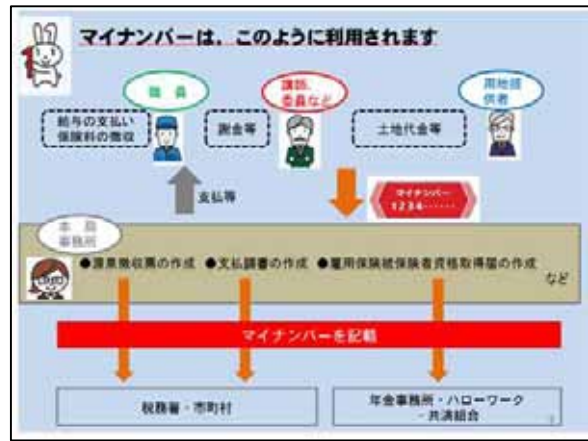 マイナンバーは、このように利用されます
職員
講師、
委員など
用地提
供者
給与の支払い
保険料の徴収
謝金等
土地代金等
支払等
マイナンバー
1234······
本局
事務所
●源泉徴収票の作成 ●支払調書の作成 ●雇用保険被保険者資格取得届の作成
など
マイナンバーを記載
税務署・市町村
年金事務所・ハローワーク
・共済組合